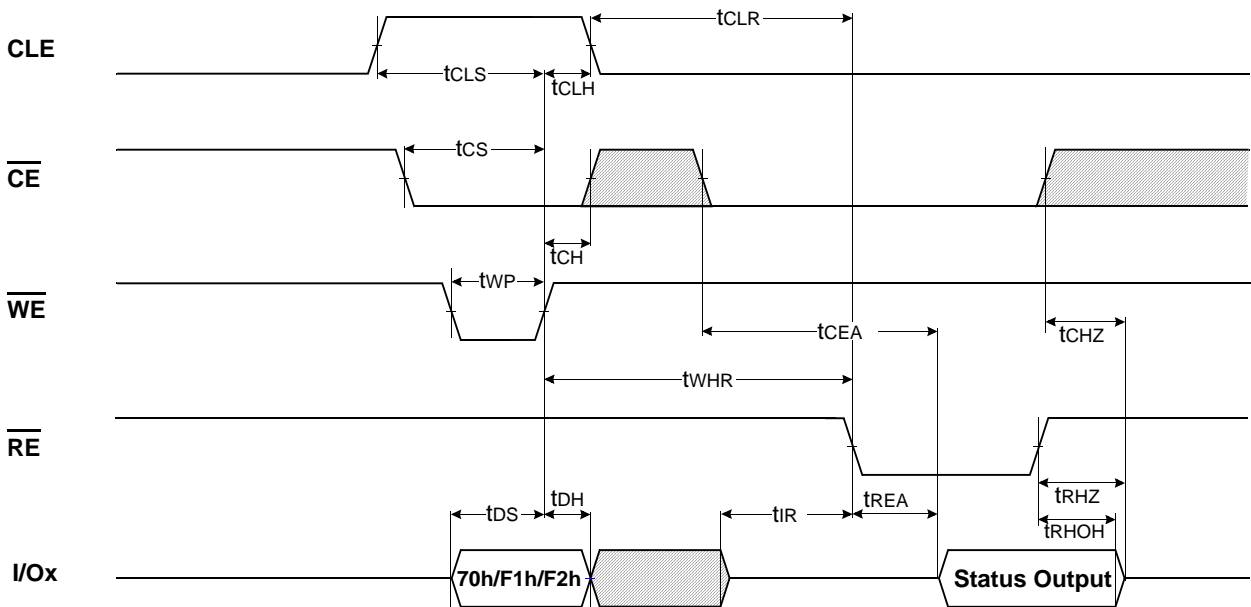 tCLR
CLE
tCLS
tCLH
tCS
CE
tCH
tWP
WE
tCEA
tCHZ
tWHR
RE
tDH
tDS
tIR
tREA
tRHZ
tRHOH
I/Ox
70h/F1h/F2h
Status Output